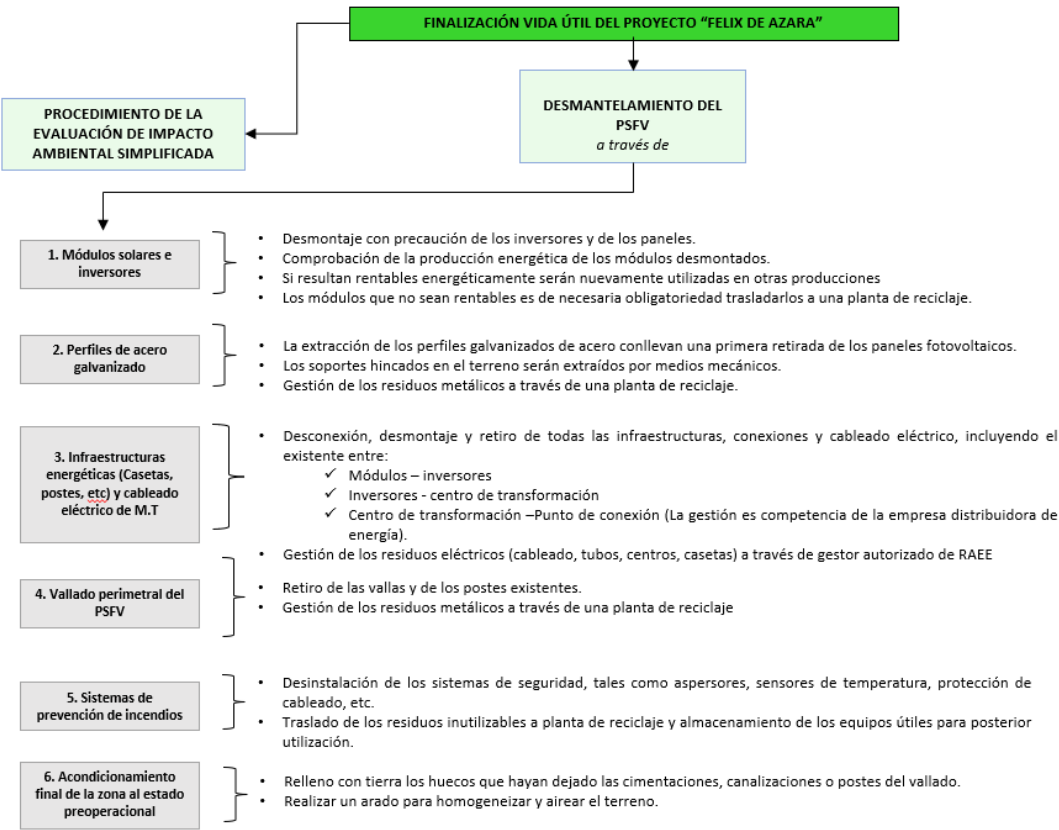 FINALIZACIÓN VIDA ÚTIL DEL PROYECTO “FELIX DE AZARA”
PROCEDIMIENTO DE LA
EVALUACIÓN DE IMPACTO
AMBIENTAL SIMPLIFICADA
DESMANTELAMIENTO DEL
PSFV
a través de
1. Módulos solares e
inversores
• Desmontaje con precaución de los inversores y de los paneles.
• Comprobación de la producción energética de los módulos desmontados.
• Si resultan rentables energéticamente serán nuevamente utilizadas en otras producciones
• Los módulos que no sean rentables es de necesaria obligatoriedad trasladarlos a una planta de reciclaje.
2. Perfiles de acero
galvanizado
• La extracción de los perfiles galvanizados de acero conllevan una primera retirada de los paneles fotovoltaicos.
• Los soportes hincados en el terreno serán extraídos por medios mecánicos.
• Gestión de los residuos metálicos a través de una planta de reciclaje.
3. Infraestructuras
energéticas (Casetas,
postes, etc) y cableado
eléctrico de M.T
• Desconexión, desmontaje y retiro de todas las infraestructuras, conexiones y cableado eléctrico, incluyendo el
existente entre:
✓ Módulos – inversores
✓ Inversores - centro de transformación
✓ Centro de transformación –Punto de conexión (La gestión es competencia de la empresa distribuidora de
energía).
• Gestión de los residuos eléctricos (cableado, tubos, centros, casetas) a través de gestor autorizado de RAEE
4. Vallado perimetral del
PSFV
• Retiro de las vallas y de los postes existentes.
• Gestión de los residuos metálicos a través de una planta de reciclaje
5. Sistemas de
prevención de incendios
• Desinstalación de los sistemas de seguridad, tales como aspersores, sensores de temperatura, protección de
cableado, etc.
• Traslado de los residuos inutilizables a planta de reciclaje y almacenamiento de los equipos útiles para posterior
utilización.
6. Acondicionamiento
final de la zona al estado
preoperacional
• Relleno con tierra los huecos que hayan dejado las cimentaciones, canalizaciones o postes del vallado.
• Realizar un arado para homogeneizar y airear el terreno.